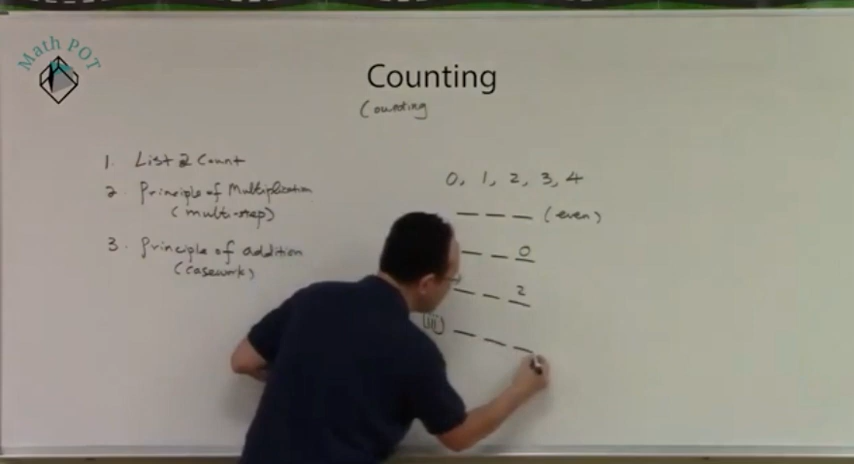 Math POT
Counting
Counting
1. List & Count
2. Principle of Multiplication
(multi-step)
3. Principle of addition
(casework)
0, 1, 2, 3, 4
_ _ _ (even)
_ _ 0
_ _ 2
(iii) _ _ _